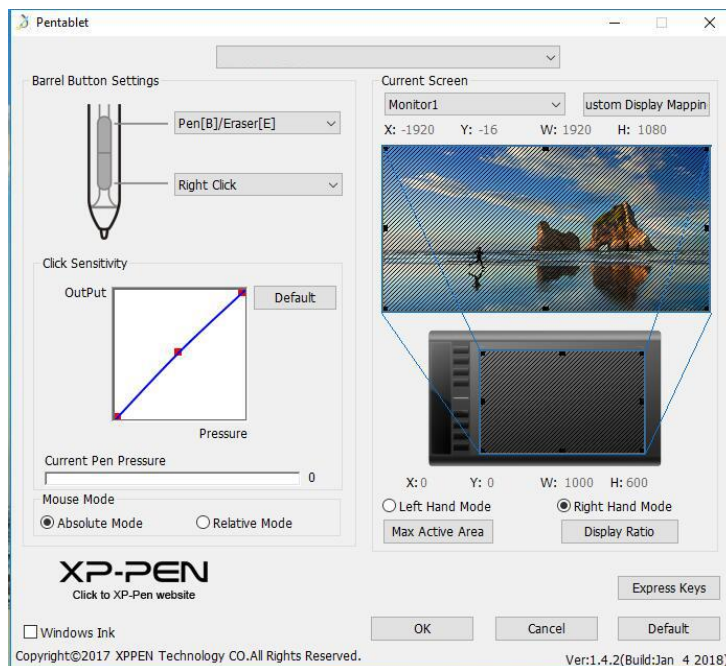 Pentablet
Barrel Button Settings
Pen[B]/Eraser[E]
Right Click
Click Sensitivity
OutPut
Default
Pressure
Current Pen Pressure
0
Mouse Mode
Absolute Mode
Relative Mode
XP-PEN
Click to XP-Pen website
Windows Ink
Copyright©2017 XPPEN Technology CO.All Rights Reserved.
Current Screen
Monitor1
ustom Display Mappin
X: -1920 Y: -16 W: 1920 H: 1080
X: 0 Y: 0 W: 1000 H: 600
Left Hand Mode
Right Hand Mode
Max Active Area
Display Ratio
Express Keys
OK
Cancel
Default
Ver:1.4.2(Build:Jan 4 2018)